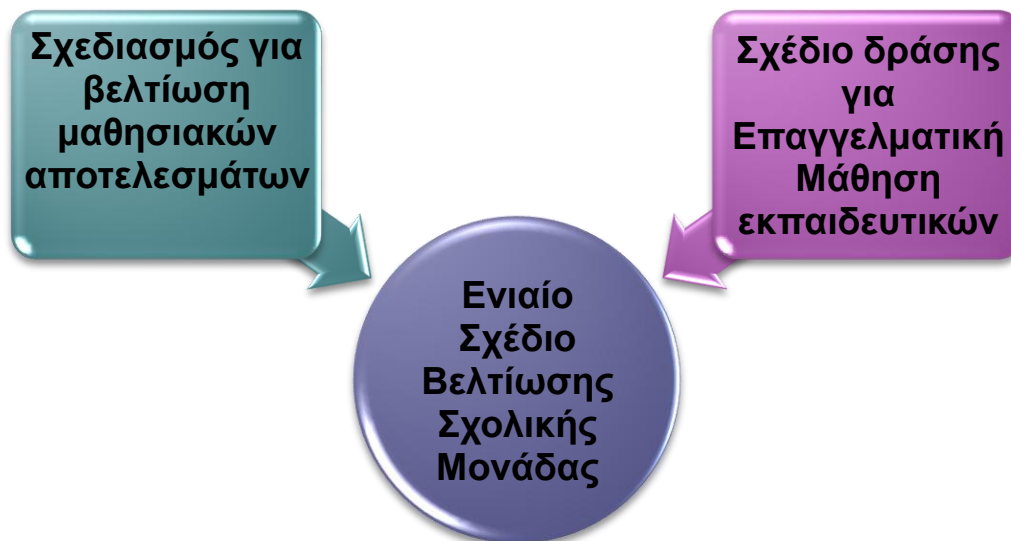 Σχεδιασμός για
βελτίωση
μαθησιακών
αποτελεσμάτων
Σχέδιο δράσης
για
Επαγγελματική
Μάθηση
εκπαιδευτικών
Ενιαίο
Σχέδιο
Βελτίωσης
Σχολικής
Μονάδας